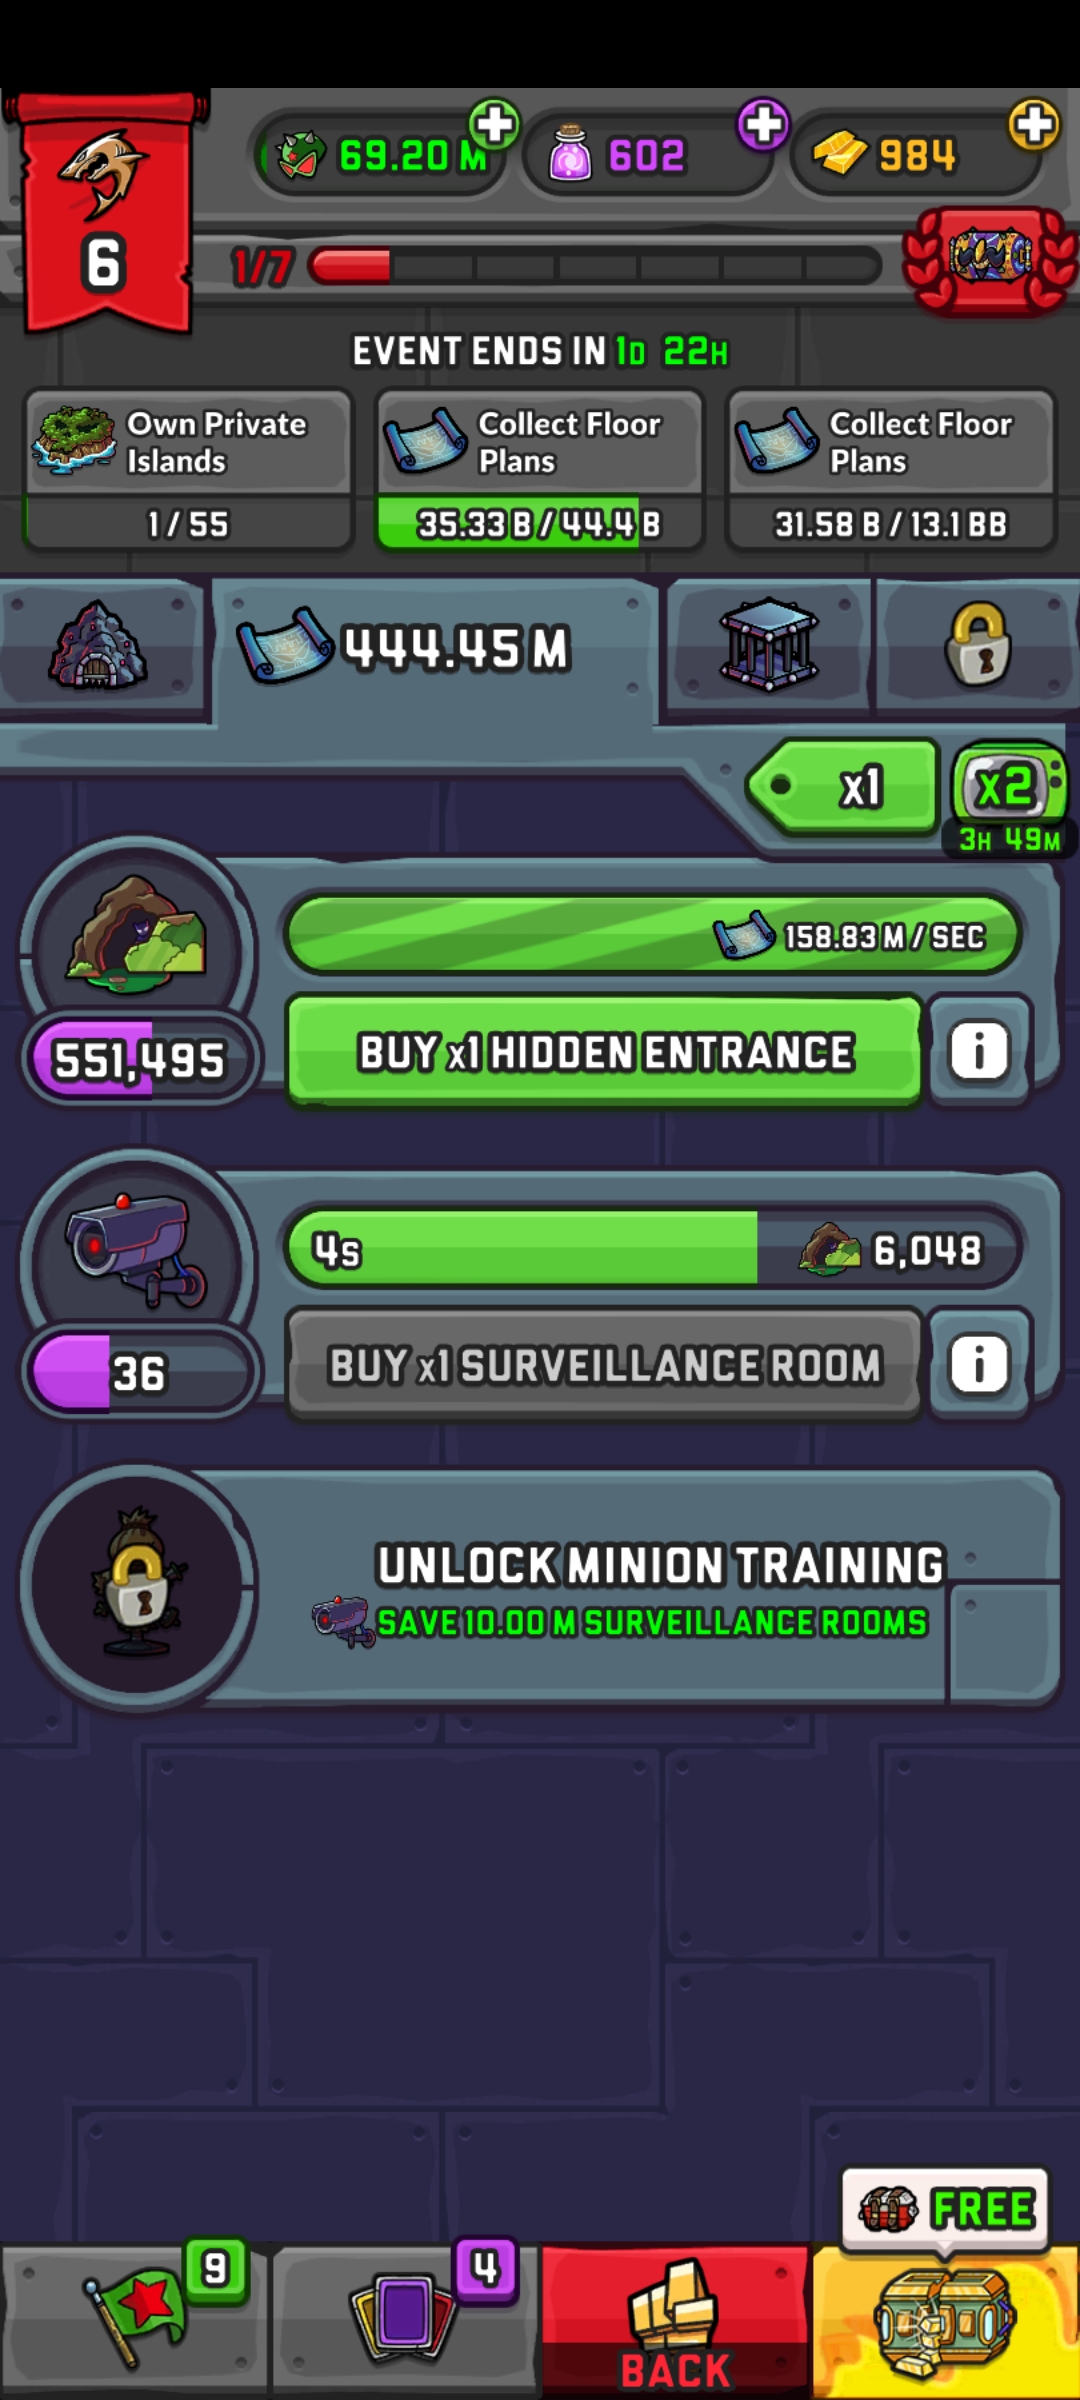 69.20 M
602
984
6
1/7
EVENT ENDS IN 1D 22H
Own Private
Islands
1 / 55
Collect Floor
Plans
35.33 B / 44.4 B
Collect Floor
Plans
31.58 B / 13.1 BB
444.45 M
x1
x2
3H 49M
158.83 M / SEC
551,495
BUY x1 HIDDEN ENTRANCE
i
4S
6,048
36
BUY x1 SURVEILLANCE ROOM
i
UNLOCK MINION TRAINING
SAVE 10.00 M SURVEILLANCE ROOMS
FREE
9
4
BACK